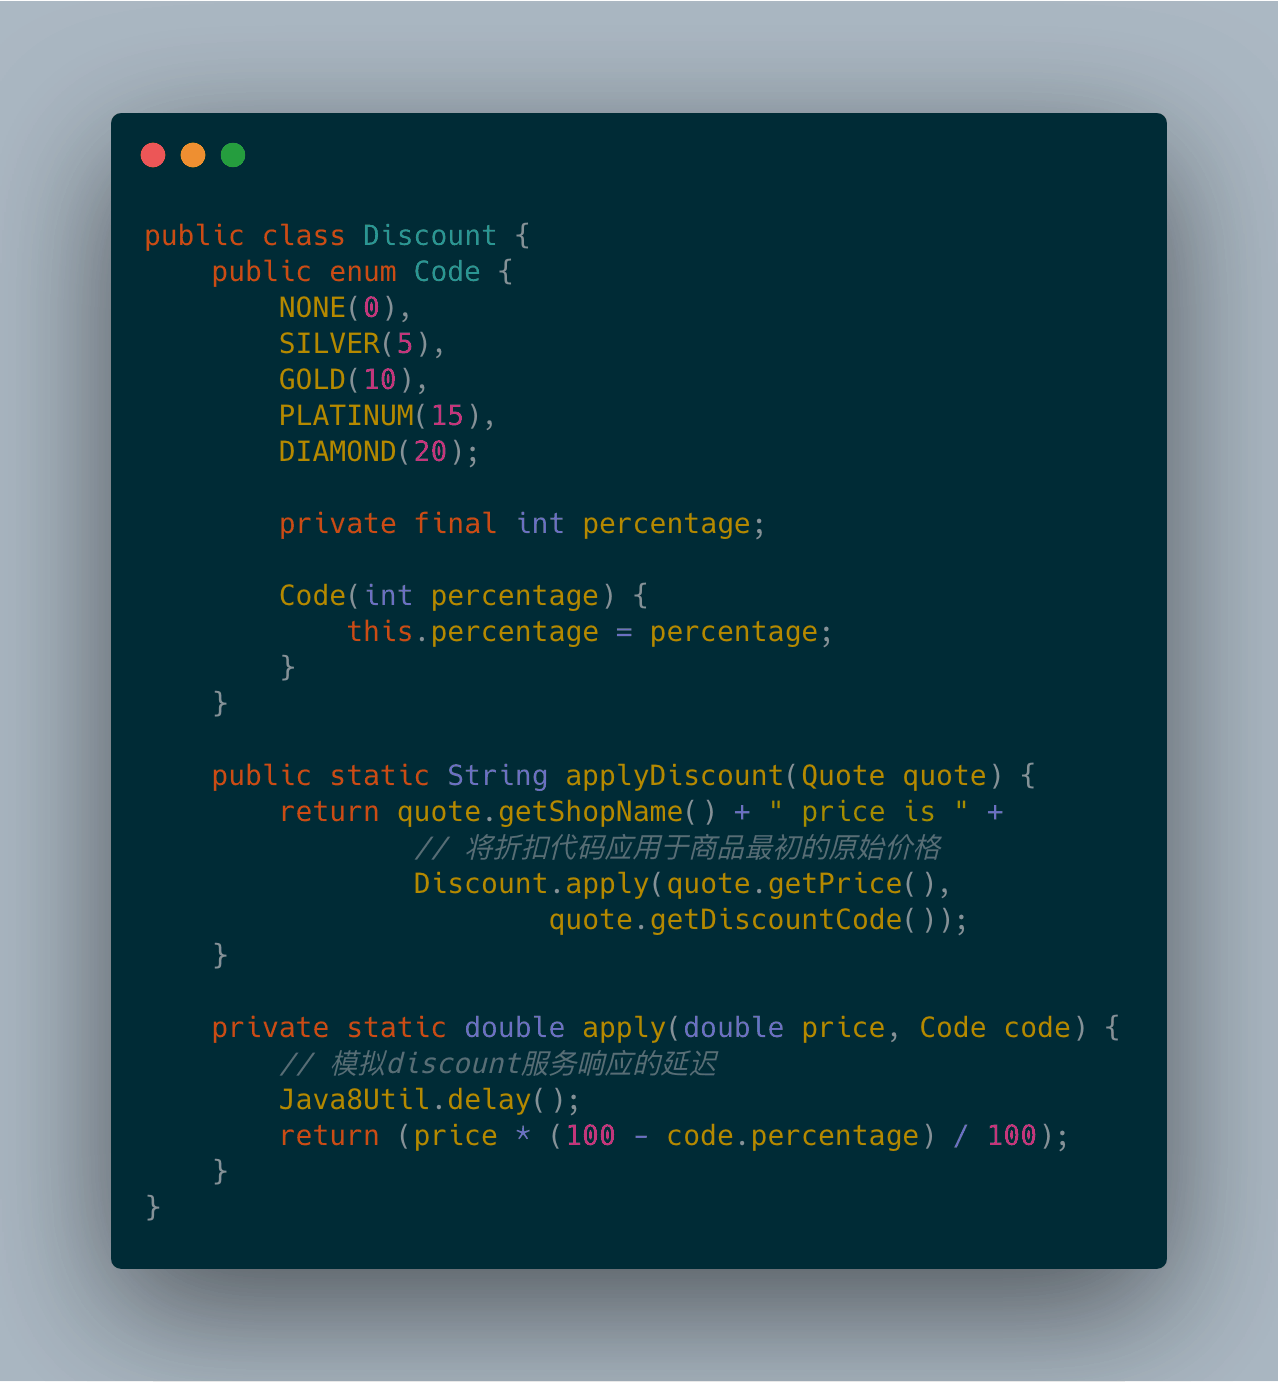 public class Discount {
    public enum Code {
        NONE(0),
        SILVER(5),
        GOLD(10),
        PLATINUM(15),
        DIAMOND(20);

        private final int percentage;

        Code(int percentage) {
            this.percentage = percentage;
        }
    }

    public static String applyDiscount(Quote quote) {
        return quote.getShopName() + " price is " +
                // 将折扣代码应用于商品最初的原始价格
                Discount.apply(quote.getPrice(),
                        quote.getDiscountCode());
    }

    private static double apply(double price, Code code) {
        // 模拟discount服务响应的延迟
        Java8Util.delay();
        return (price * (100 - code.percentage) / 100);
    }
}